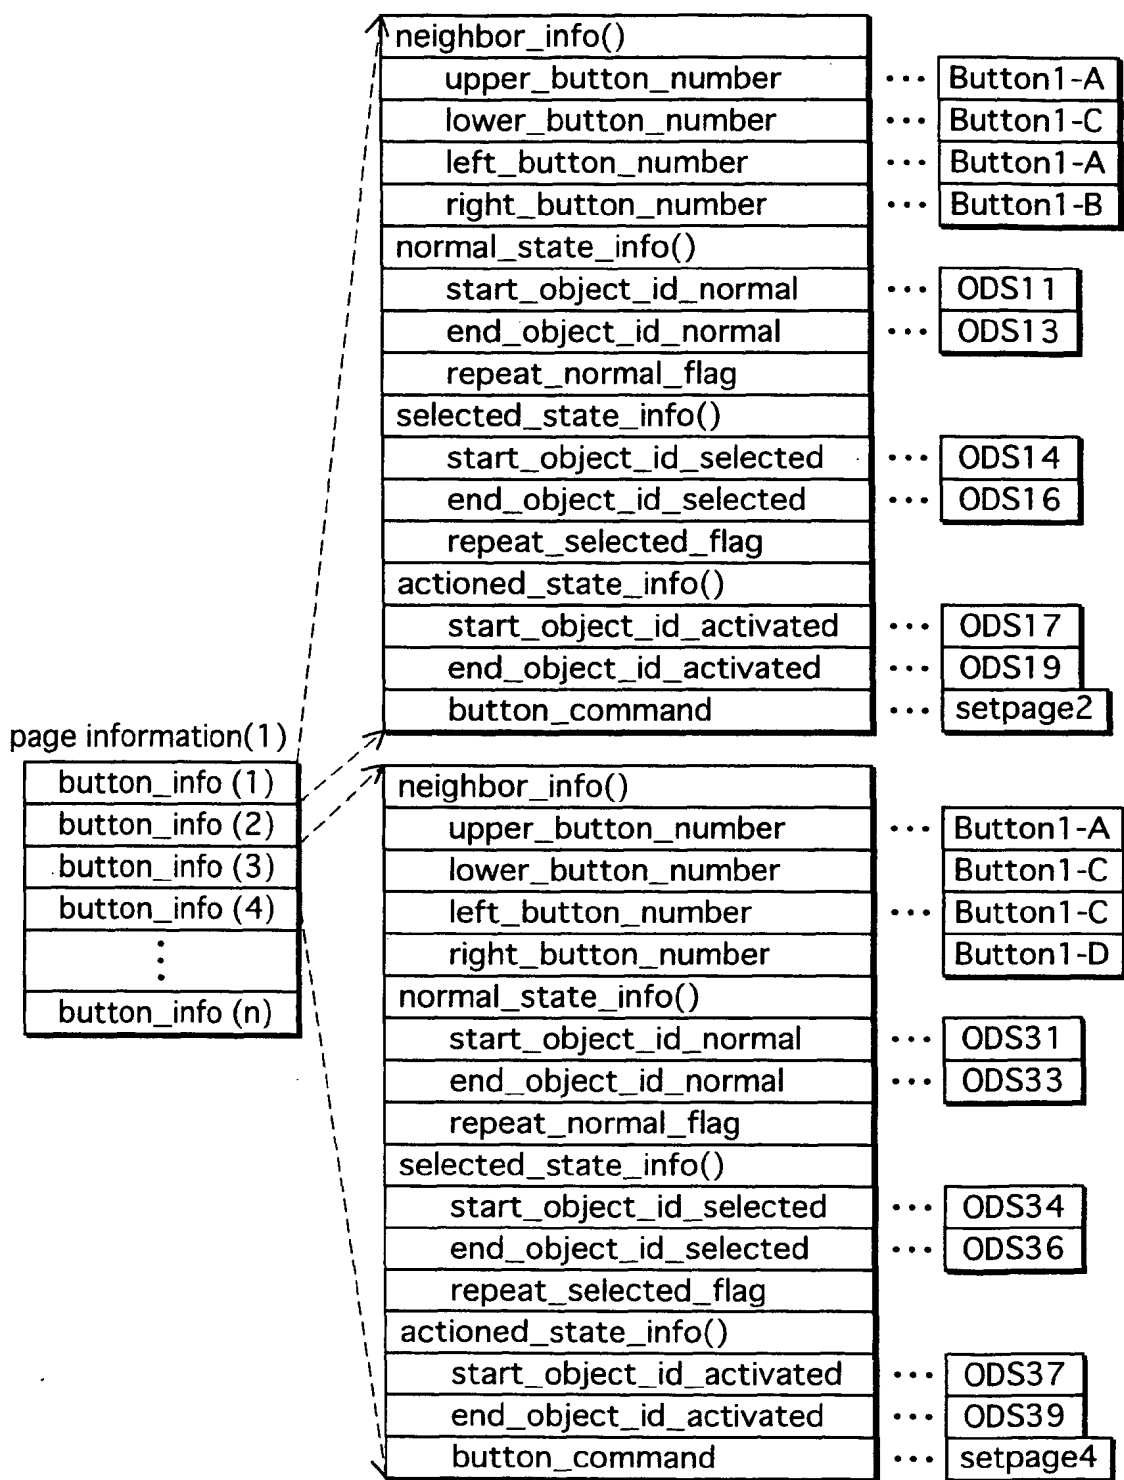 neighbor_info()
upper_button_number ... Button1-A
lower_button_number ... Button1-C
left_button_number ... Button1-A
right_button_number ... Button1-B
normal_state_info()
start_object_id_normal ... ODS11
end_object_id_normal ... ODS13
repeat_normal_flag
selected_state_info()
start_object_id_selected ... ODS14
end_object_id_selected ... ODS16
repeat_selected_flag
actioned_state_info()
start_object_id_activated ... ODS17
end_object_id_activated ... ODS19
button_command ... setpage2
page information(1)
button_info (1)
button_info (2)
button_info (3)
button_info (4)
button_info (n)
neighbor_info()
upper_button_number ... Button1-A
lower_button_number Button1-C
left_button_number ... Button1-C
right_button_number Button1-D
normal_state_info()
start_object_id_normal ... ODS31
end_object_id_normal ... ODS33
repeat_normal_flag
selected_state_info()
start_object_id_selected ... ODS34
end_object_id_selected ... ODS36
repeat_selected_flag
actioned_state_info()
start_object_id_activated ... ODS37
end_object_id_activated ... ODS39
button_command ... setpage4